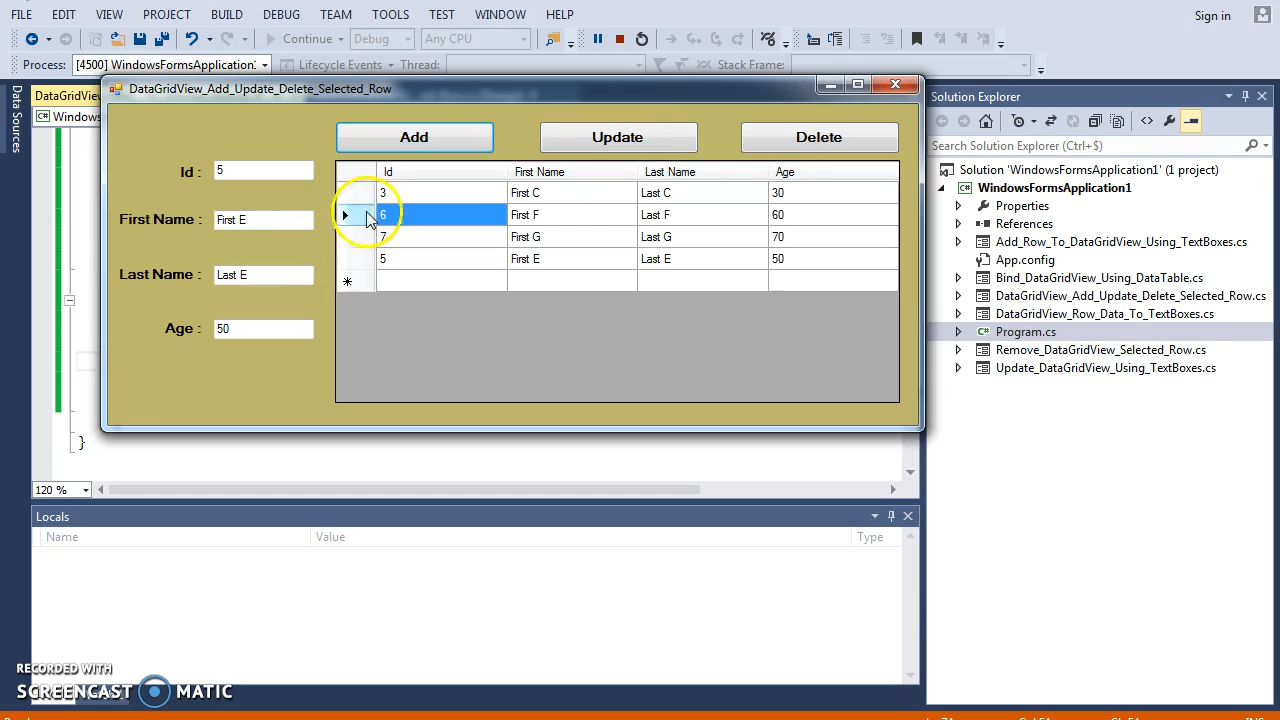 FILE EDIT VIEW PROJECT BUILD DEBUG TEAM TOOLS TEST WINDOW HELP Sign in
Continue Debug Any CPU
Process: [4500] WindowsFormsApplication Lifecycle Events Thread: Stack Frame:
Data Sources
DataGridView
DataGridView_Add_Update_Delete_Selected_Row
Windows
Add Update Delete
Id : 5
First Name : First E
Last Name : Last E
Age : 50
Id First Name Last Name Age
3 First C Last C 30
6 First F Last F 60
7 First G Last G 70
5 First E Last E 50
}
120 %
Solution Explorer
Search Solution Explorer (Ctrl+$)
Solution 'WindowsFormsApplication1' (1 project)
WindowsFormsApplication1
Properties
References
Add_Row_To_DataGridView_Using_TextBoxes.cs
App.config
Bind_DataGridView_Using_DataTable.cs
DataGridView_Add_Update_Delete_Selected_Row.cs
DataGridView_Row_Data_To_TextBoxes.cs
Program.cs
Remove_DataGridView_Selected_Row.cs
Update_DataGridView_Using_TextBoxes.cs
Locals
Name Value Type
RECORDED WITH
SCREENCAST MATIC